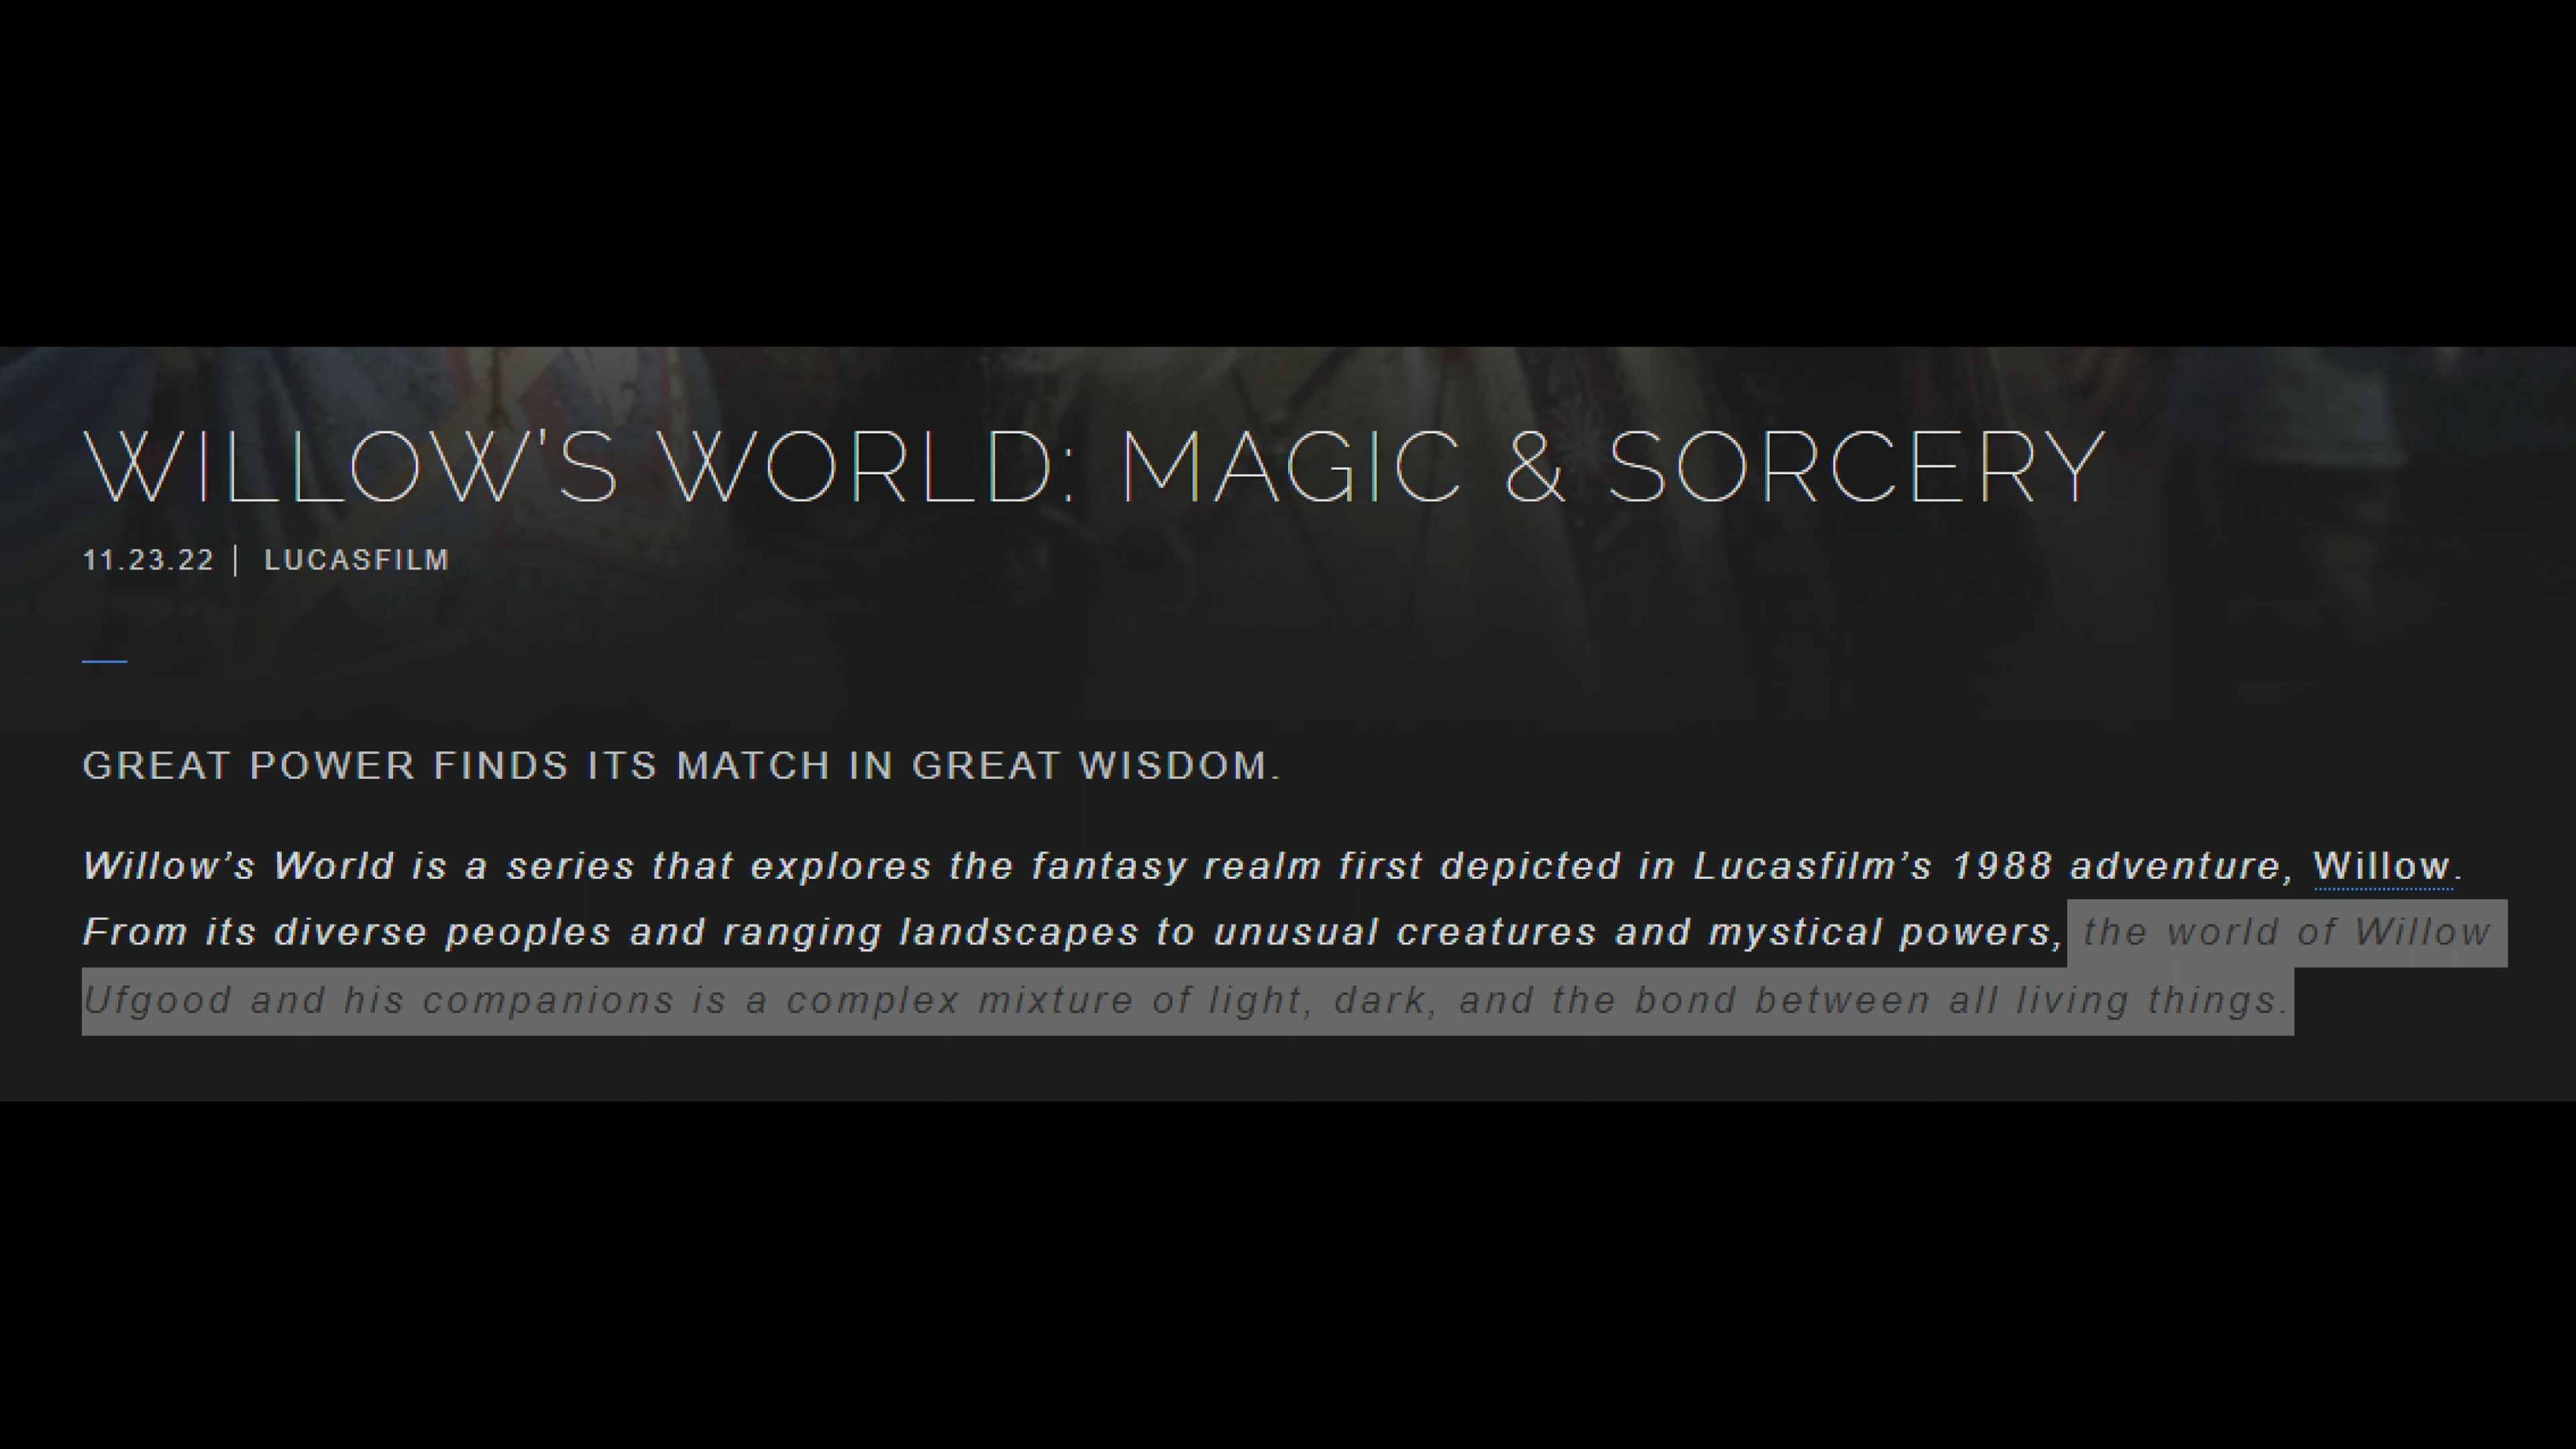 WILLOW'S WORLD: MAGIC & SORCERY
11.23.22 | LUCASFILM
GREAT POWER FINDS ITS MATCH IN GREAT WISDOM.
Willow’s World is a series that explores the fantasy realm first depicted in Lucasfilm’s 1988 adventure, Willow.
From its diverse peoples and ranging landscapes to unusual creatures and mystical powers, the world of Willow
Ufgood and his companions is a complex mixture of light, dark, and the bond between all living things.